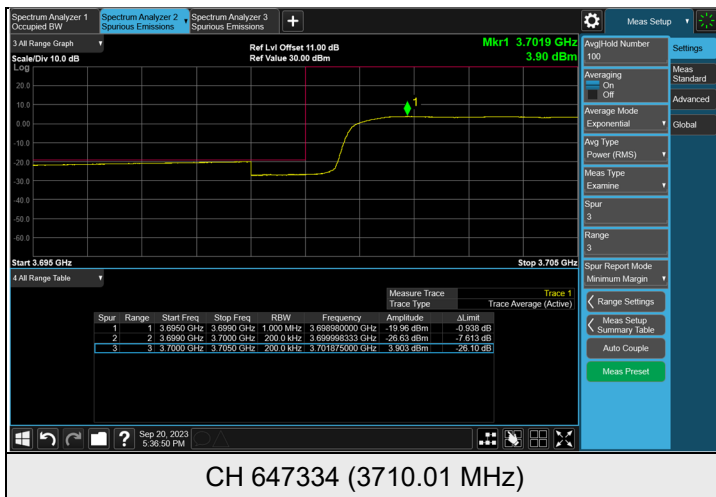 Spectrum Analyzer 1
Occupied BW
Spectrum Analyzer 2
Spurious Emissions
Spectrum Analyzer 3
Spurious Emissions
Meas Setup
3 All Range Graph
Scale/Div 10.0 dB
Ref Lvl Offset 11.00 dB
Ref Value 30.00 dBm
Mkr1 3.7019 GHz
3.90 dBm
Log
20.0
10.0
0.00
-10.0
-20.0
-30.0
-40.0
-50.0
-60.0
1
Start 3.695 GHz
Stop 3.705 GHz
4 All Range Table
Measure Trace Trace 1
Trace Type Trace Average (Active)
Spur Range Start Freq Stop Freq RBW Frequency Amplitude ΔLimit
1 1 3.6950 GHz 3.6990 GHz 1.000 MHz 3.698980000 GHz -19.96 dBm -0.938 dB
2 2 3.6990 GHz 3.7000 GHz 200.0 kHz 3.699998333 GHz -26.63 dBm -7.613 dB
3 3 3.7000 GHz 3.7050 GHz 200.0 kHz 3.701875000 GHz 3.903 dBm -26.10 dB
Avg|Hold Number
100
Averaging
On
Off
Average Mode
Exponential
Avg Type
Power (RMS)
Meas Type
Examine
Spur
3
Range
3
Spur Report Mode
Minimum Margin
Range Settings
Meas Setup
Summary Table
Auto Couple
Meas Preset
Settings
Meas
Standard
Advanced
Global
?
Sep 20, 2023
5:36:50 PM
CH 647334 (3710.01 MHz)